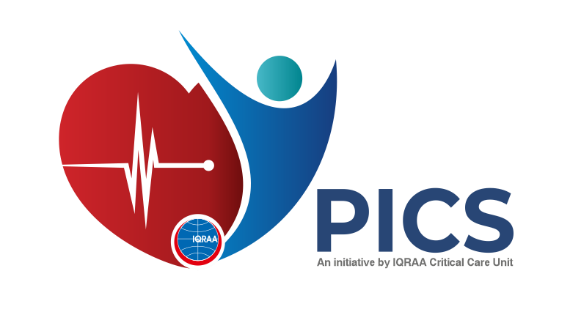 IQRAA
PICS
An initiative by IQRAA Critical Care Unit